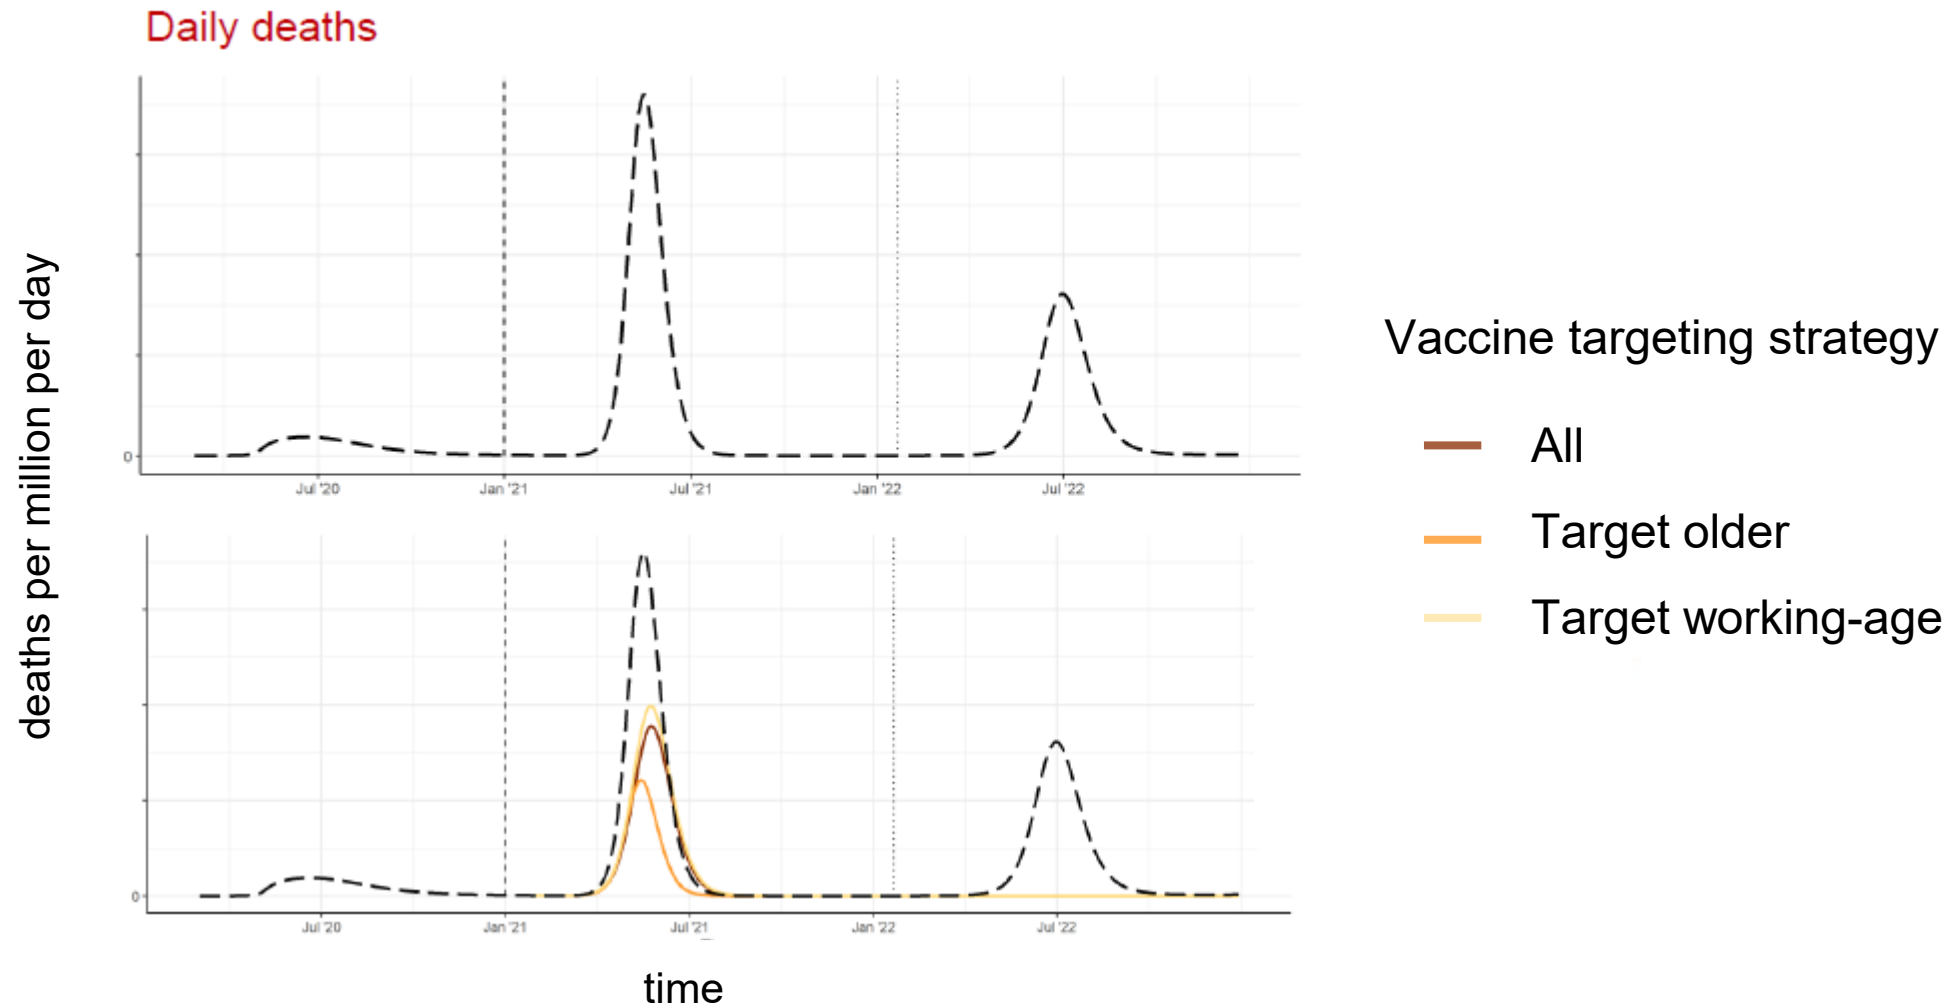 Daily deaths
deaths per million per day
0
Jul '20
Jan '21
Jul '21
Jan '22
Jul '22
0
Jul '20
Jan '21
Jul '21
Jan '22
Jul '22
time
Vaccine targeting strategy
All
Target older
Target working-age